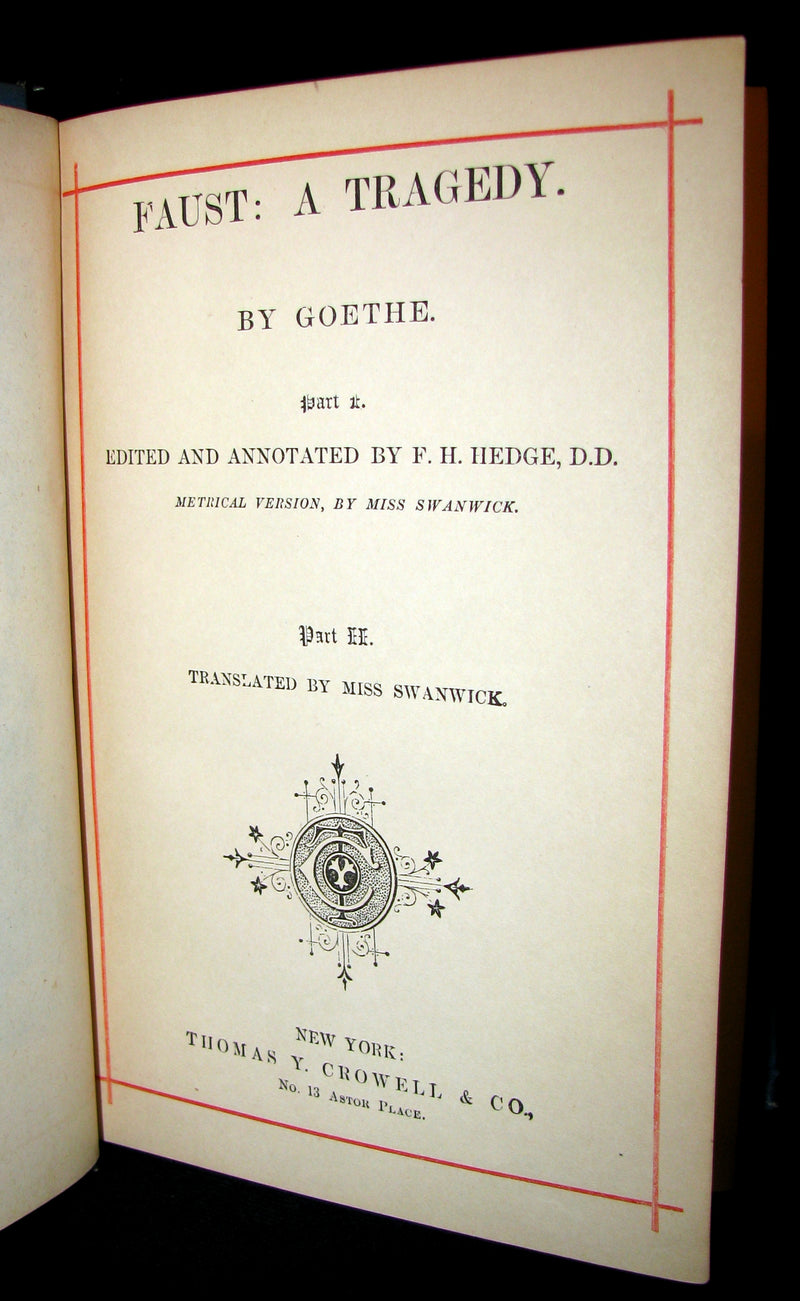 FAUST: A TRAGEDY.
BY GOETHE.
Part I.
EDITED AND ANNOTATED BY F. H. HEDGE, D.D.
METRICAL VERSION, BY MISS SWANWICK.
Part II.
TRANSLATED BY MISS SWANWICK.
NEW YORK:
THOMAS Y. CROWELL & CO.,
No. 13 ASTOR PLACE.